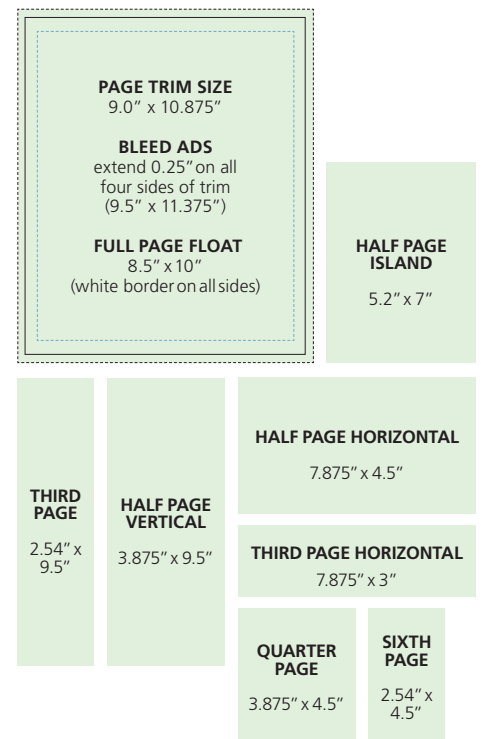 PAGE TRIM SIZE
9.0” x 10.875”
BLEED ADS
extend 0.25” on all
four sides of trim
(9.5” x 11.375”)
FULL PAGE FLOAT
8.5” x 10”
(white border on all sides)
HALF PAGE
ISLAND
5.2” x 7”
THIRD
PAGE
2.54” x
9.5”
HALF PAGE
VERTICAL
3.875” x 9.5”
HALF PAGE HORIZONTAL
7.875” x 4.5”
THIRD PAGE HORIZONTAL
7.875” x 3”
QUARTER
PAGE
3.875” x 4.5”
SIXTH
PAGE
2.54” x
4.5”